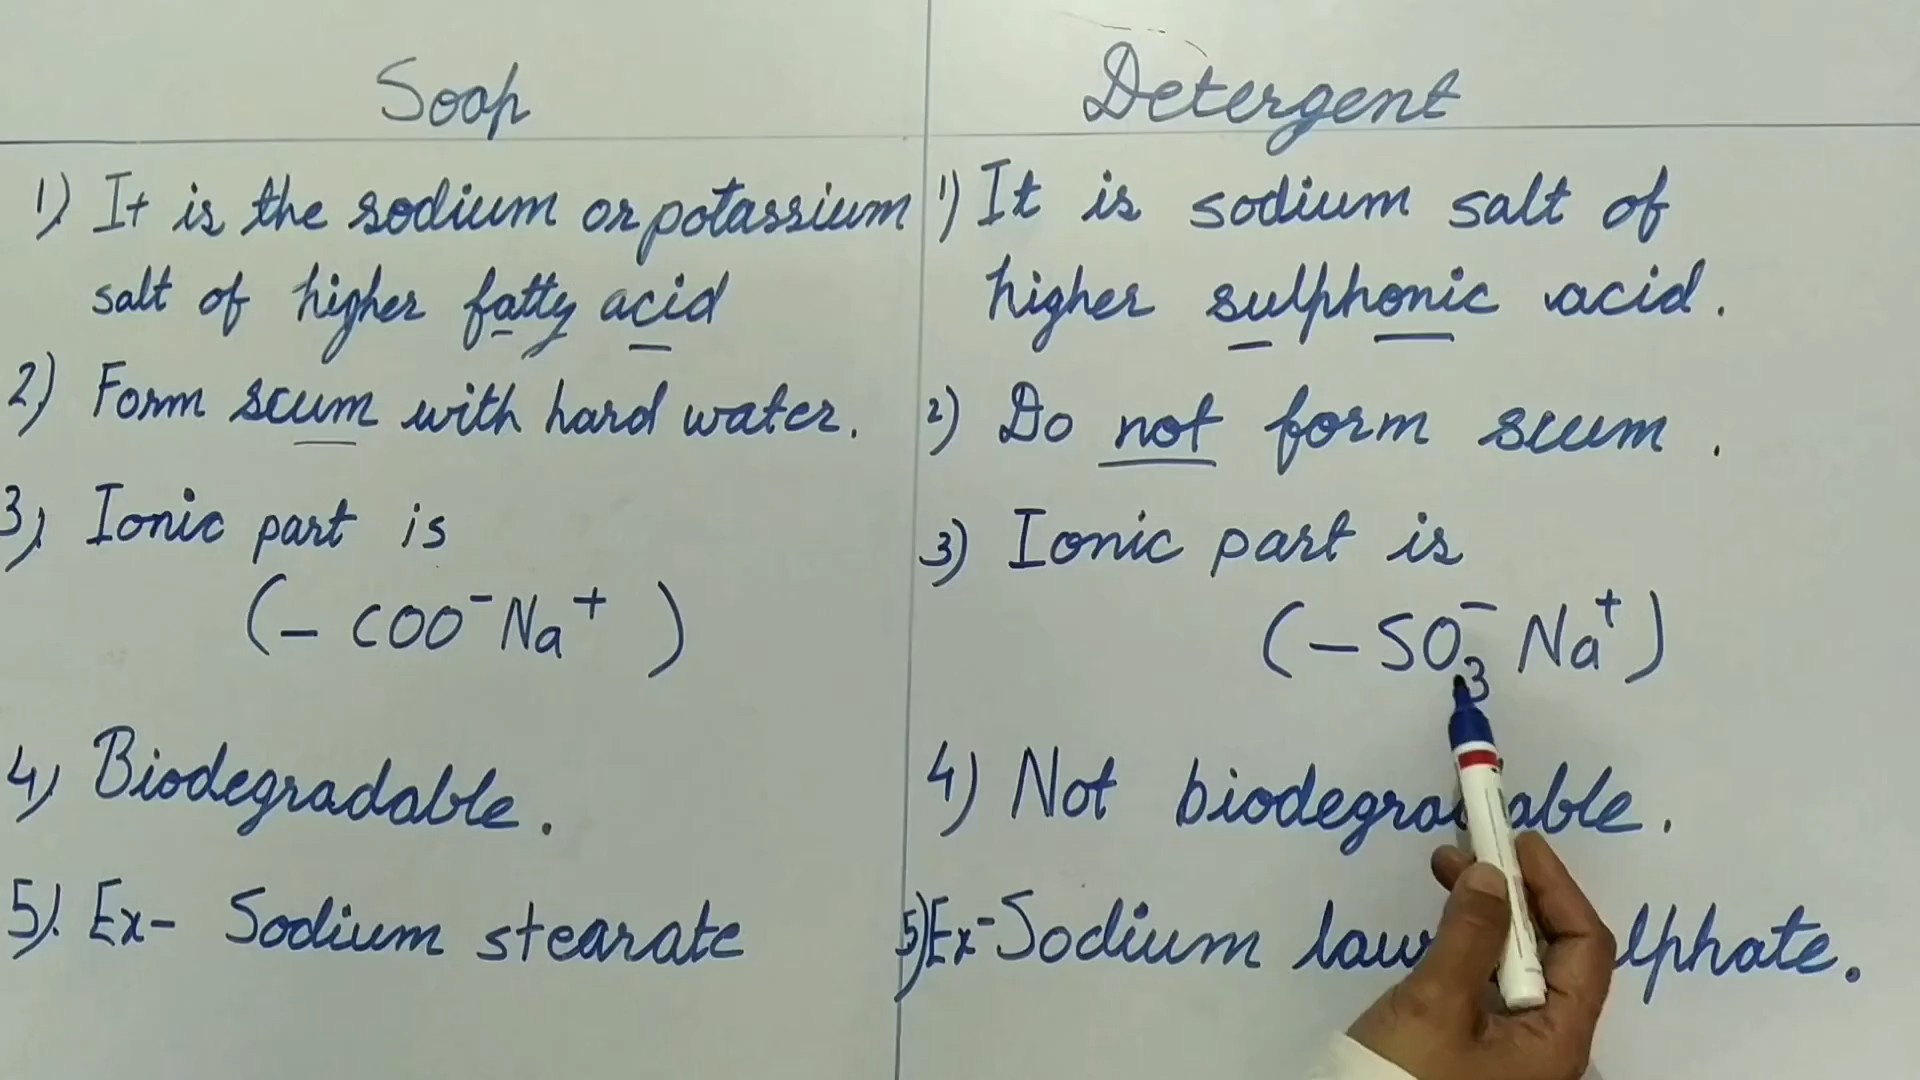 Soap
1) It is the sodium or potassium
salt of higher fatty acid
2) Form scum with hard water.
3) Ionic part is
(- COO⁻Na⁺ )
4) Biodegradable.
5). Ex- Sodium stearate
Detergent
1) It is sodium salt of
higher sulphonic acid.
2) Do not form scum.
3) Ionic part is
(- SO₃⁻ Na⁺)
4) Not biodegradable.
5) Ex- Sodium